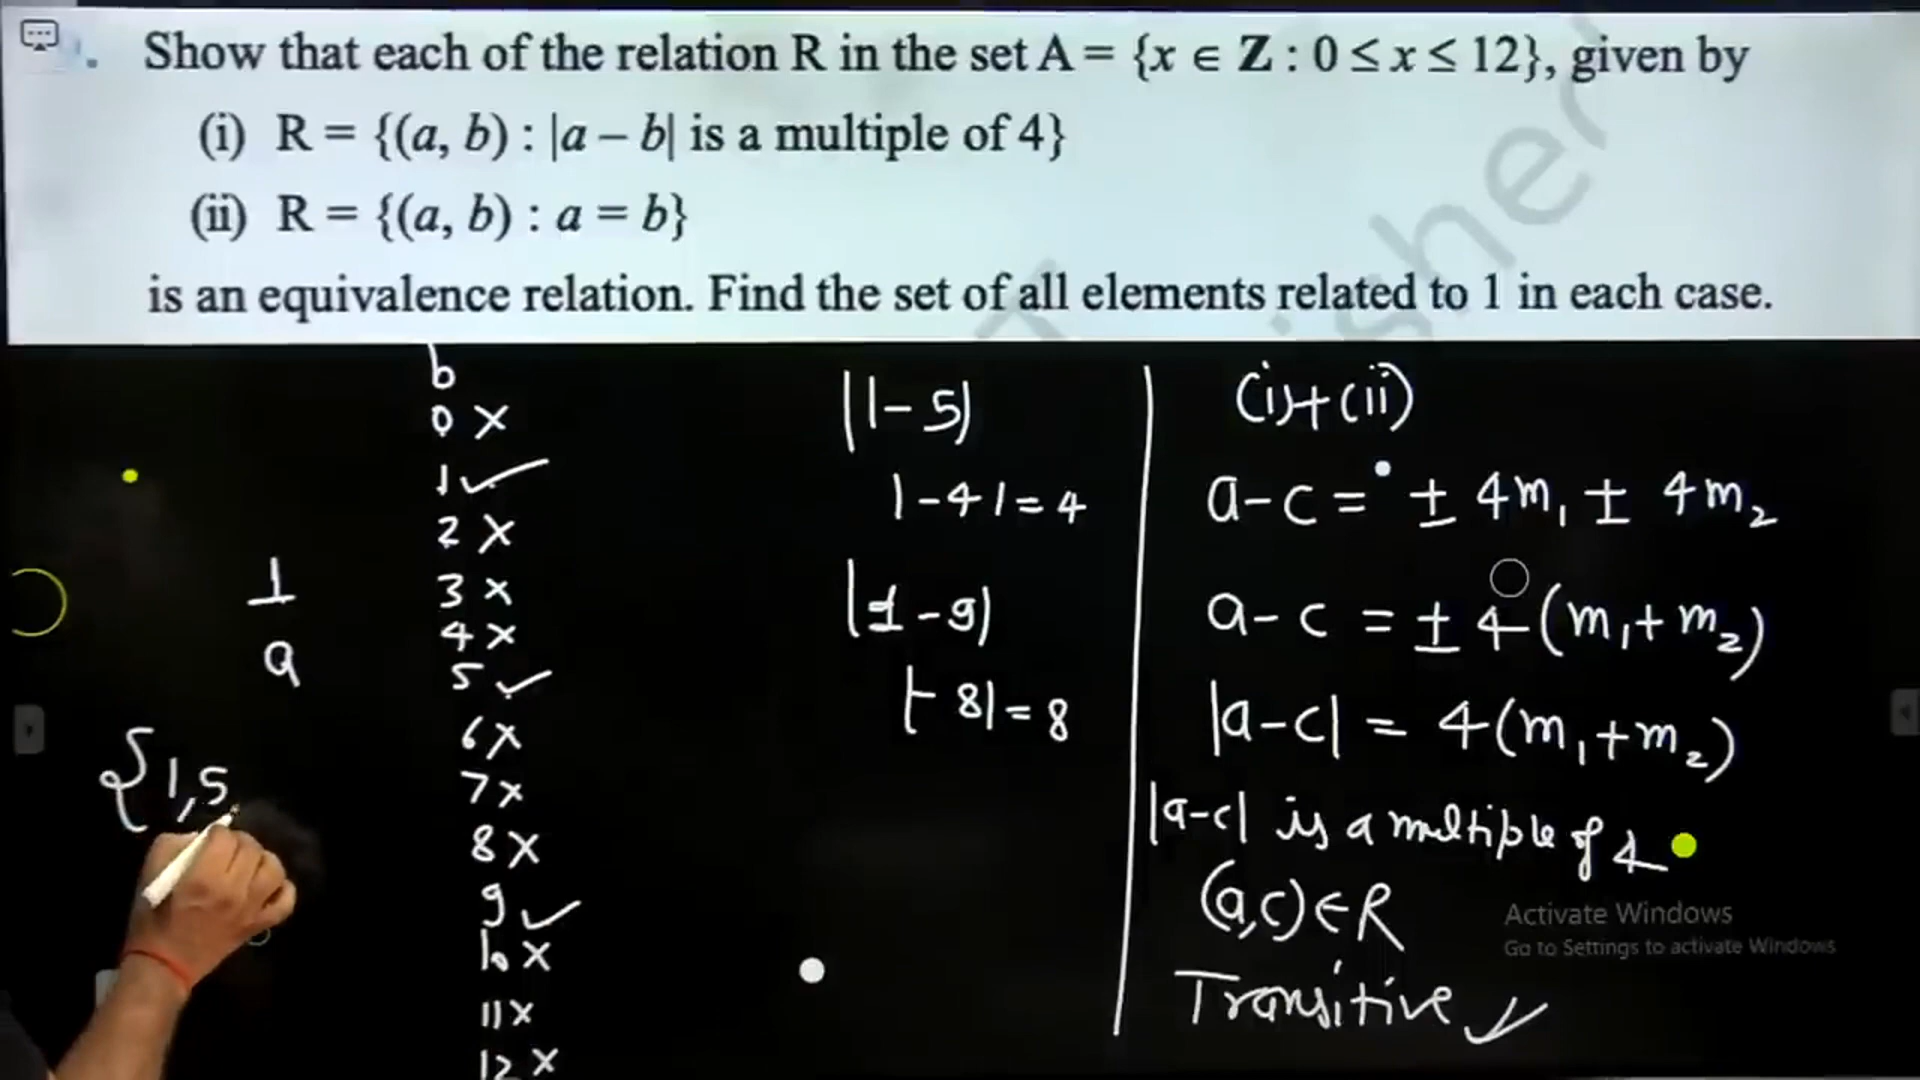 . Show that each of the relation R in the set A = {x ∈ Z : 0 ≤ x ≤ 12}, given by
(i) R = {(a, b) : |a – b| is a multiple of 4}
(ii) R = {(a, b) : a = b}
is an equivalence relation. Find the set of all elements related to 1 in each case.
b
0 ×
1 ✓
2 ×
3 ×
4 ×
5 ✓
6 ×
7 ×
8 ×
9 ✓
10 ×
11 ×
12 ×
1
a
{1,5
|1-5|
|-4|=4
|1-9|
|-8|=8
(i)+(ii)
a-c = ± 4m₁ ± 4m₂
a-c = ± 4(m₁+m₂)
|a-c| = 4(m₁+m₂)
|a-c| is a multiple of 4
(a,c)∈R
Transitive ✓
Activate Windows
Go to Settings to activate Windows